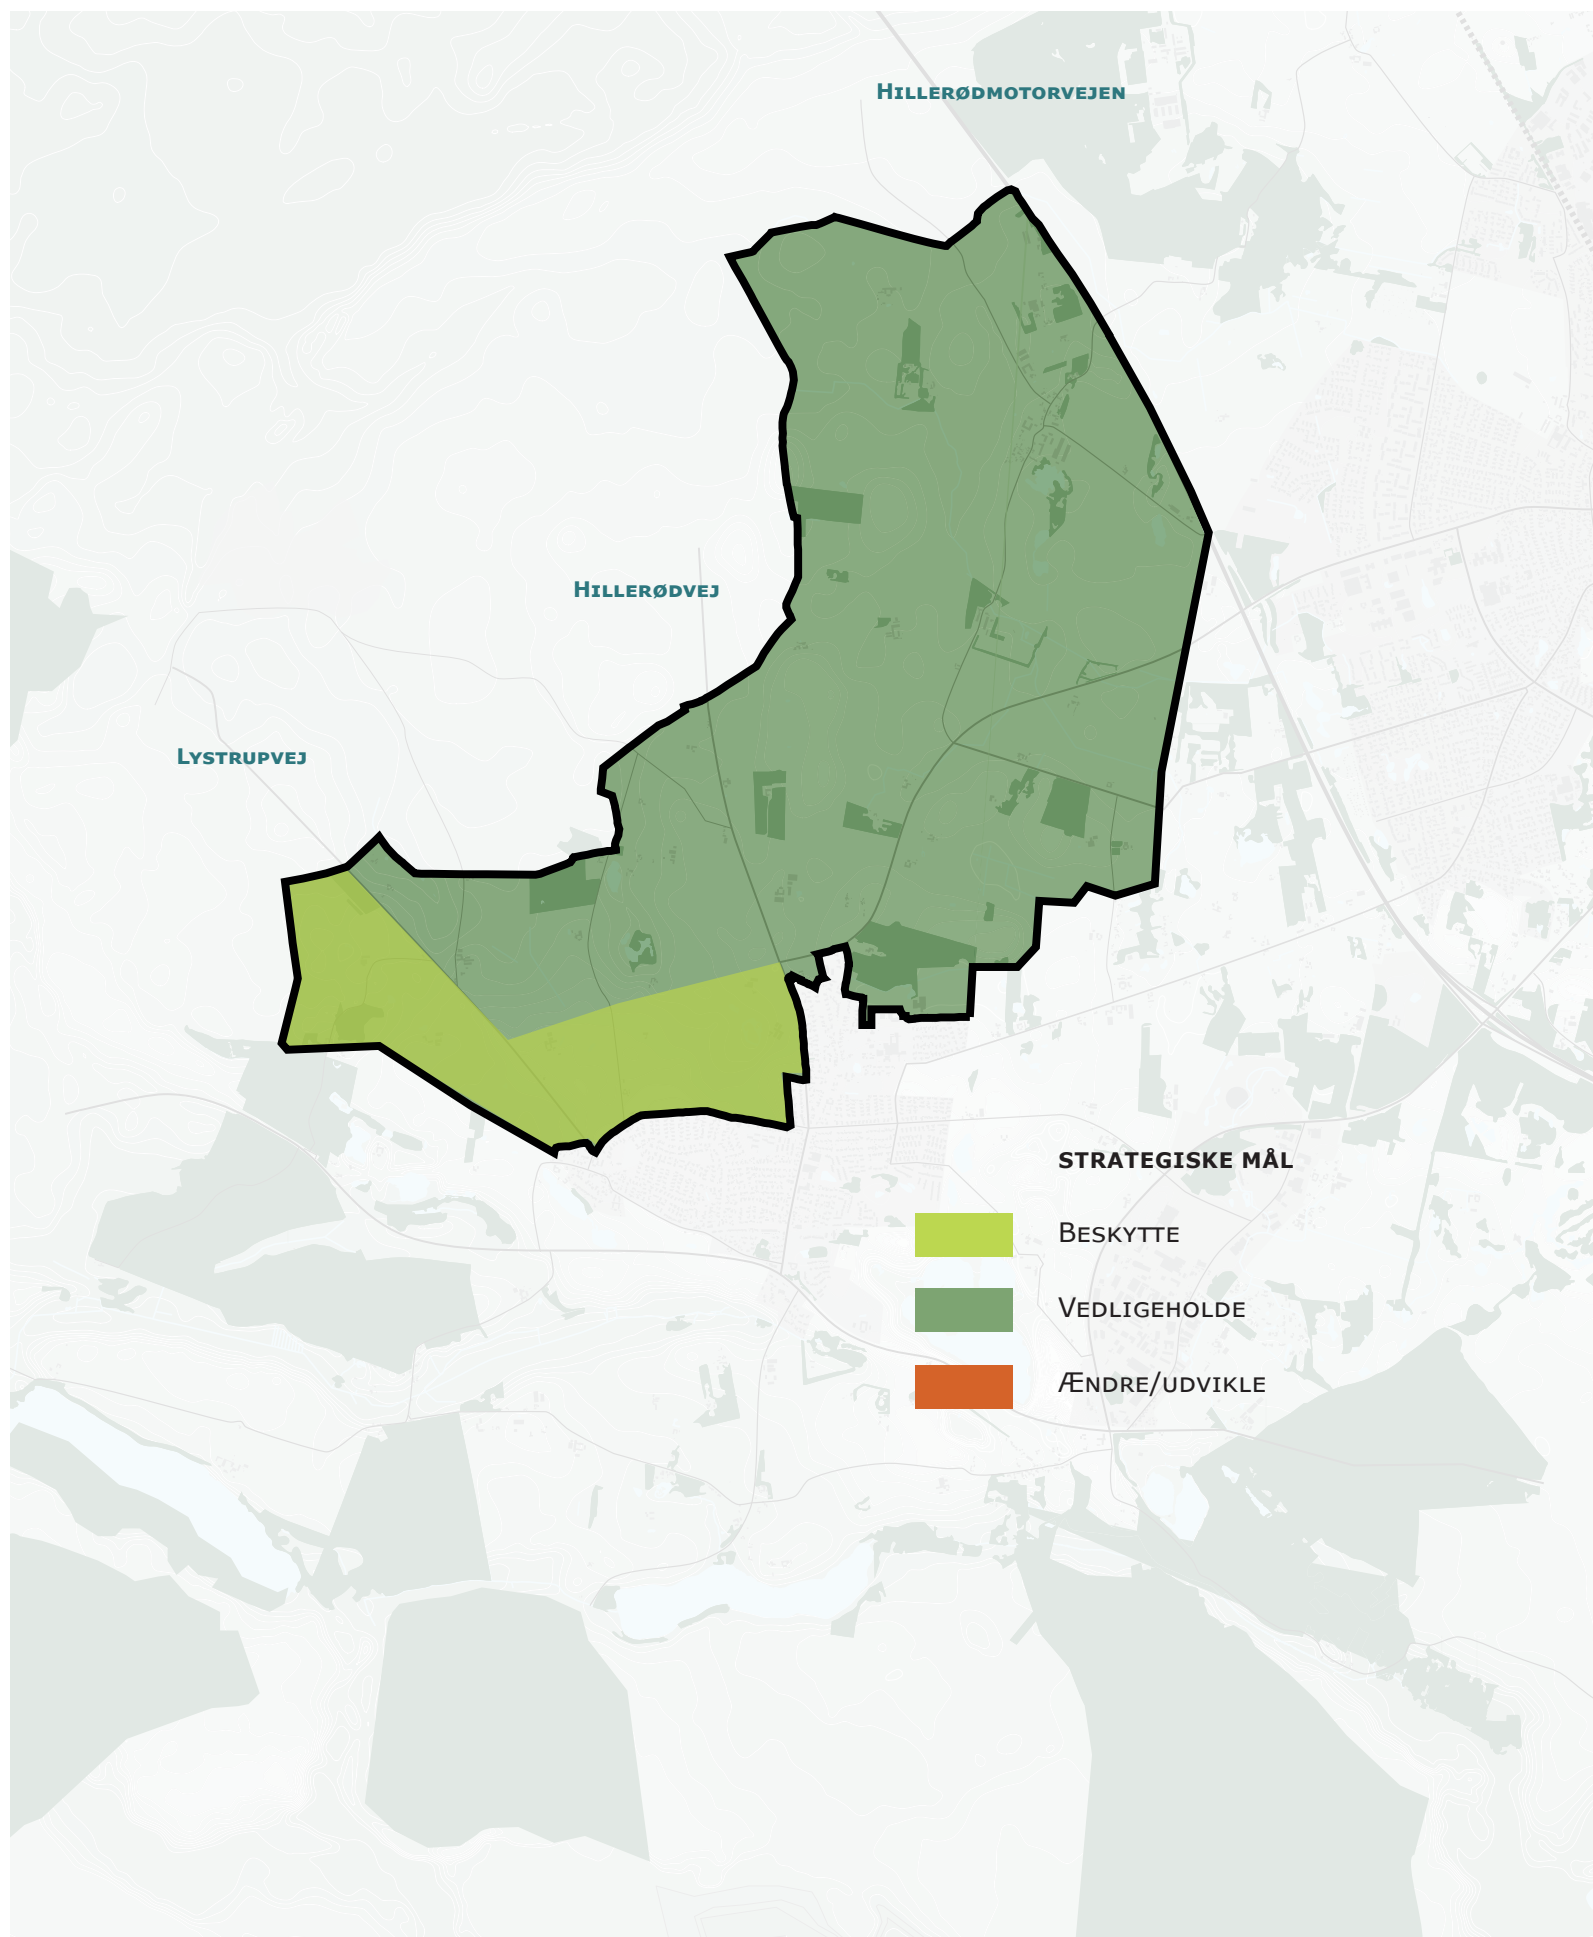 Hillerødmotorvejen
Hillerødvej
Lystrupvej
STRATEGISKE MÅL
Beskytte
Vedligeholde
Ændre/udvikle